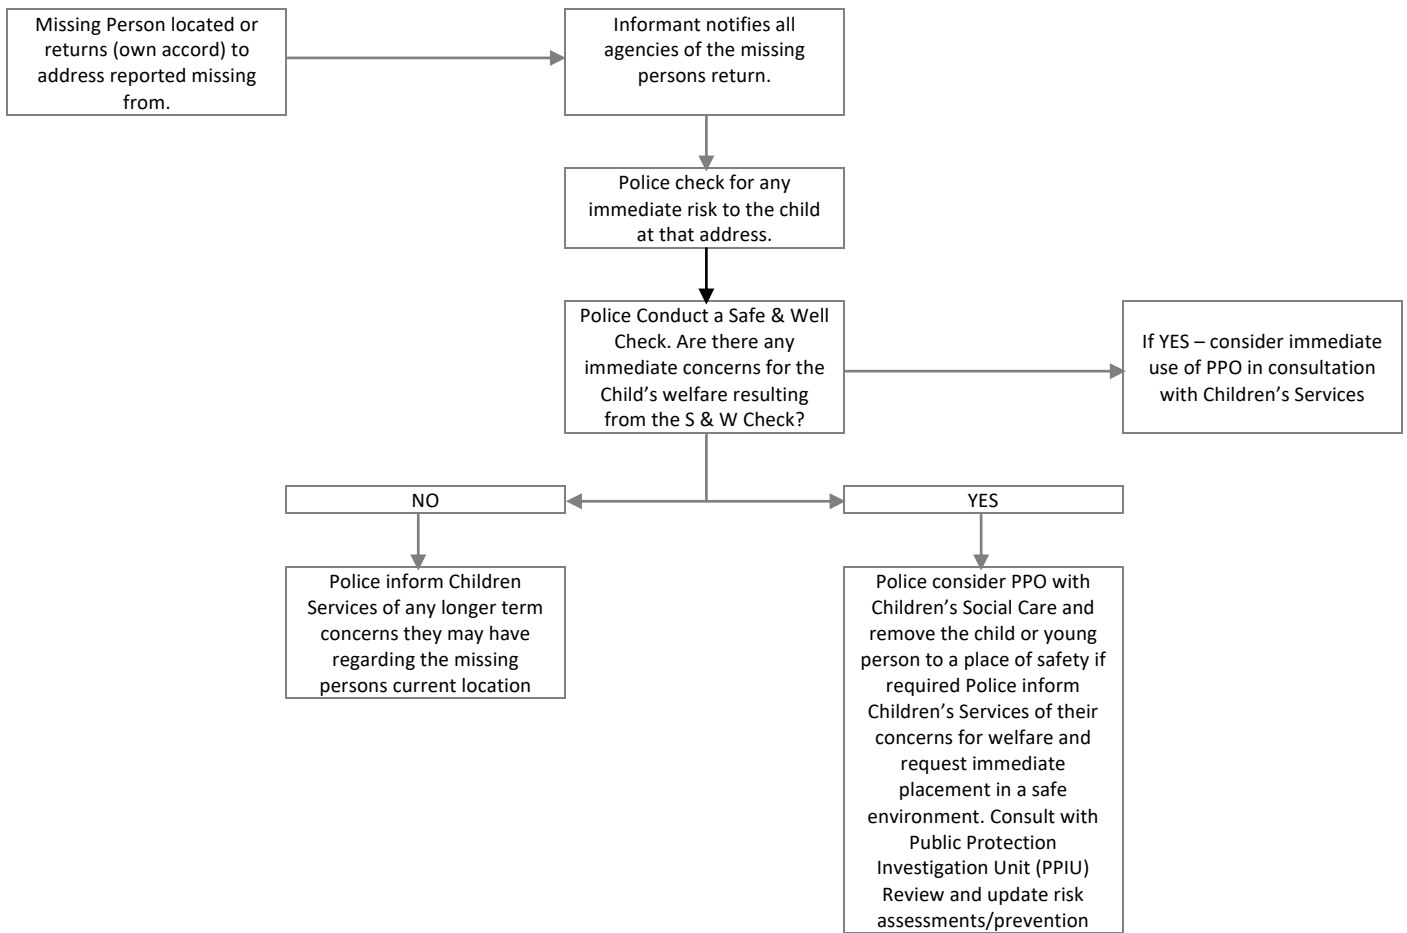 Missing Person located or
returns (own accord) to
address reported missing
from.
Informant notifies all
agencies of the missing
persons return.
Police check for any
immediate risk to the child
at that address.
Police Conduct a Safe & Well
Check. Are there any
immediate concerns for the
Child’s welfare resulting
from the S & W Check?
If YES – consider immediate
use of PPO in consultation
with Children’s Services
NO
YES
Police inform Children
Services of any longer term
concerns they may have
regarding the missing
persons current location
Police consider PPO with
Children’s Social Care and
remove the child or young
person to a place of safety if
required Police inform
Children’s Services of their
concerns for welfare and
request immediate
placement in a safe
environment. Consult with
Public Protection
Investigation Unit (PPIU)
Review and update risk
assessments/prevention